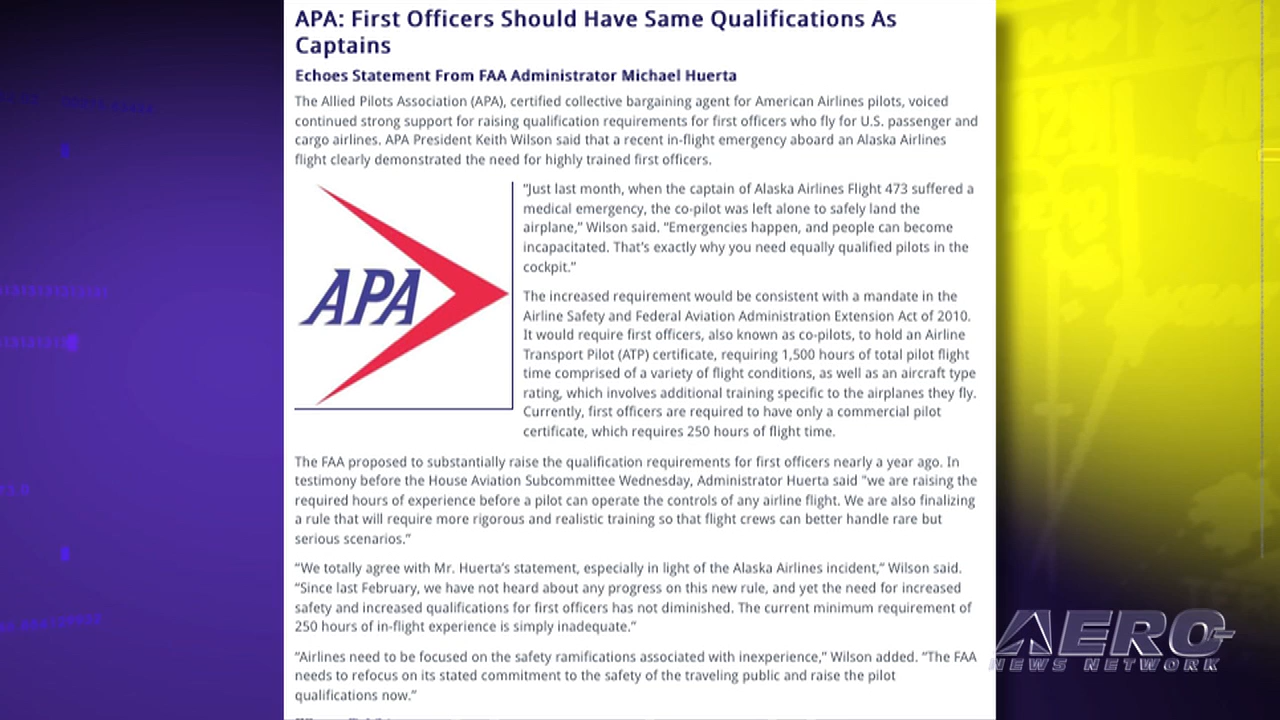 APA: First Officers Should Have Same Qualifications As
Captains
Echoes Statement From FAA Administrator Michael Huerta
The Allied Pilots Association (APA), certified collective bargaining agent for American Airlines pilots, voiced
continued strong support for raising qualification requirements for first officers who fly for U.S. passenger and
cargo airlines. APA President Keith Wilson said that a recent in-flight emergency aboard an Alaska Airlines
flight clearly demonstrated the need for highly trained first officers.
APA
“Just last month, when the captain of Alaska Airlines Flight 473 suffered a
medical emergency, the co-pilot was left alone to safely land the
airplane,” Wilson said. “Emergencies happen, and people can become
incapacitated. That’s exactly why you need equally qualified pilots in the
cockpit.”
The increased requirement would be consistent with a mandate in the
Airline Safety and Federal Aviation Administration Extension Act of 2010.
It would require first officers, also known as co-pilots, to hold an Airline
Transport Pilot (ATP) certificate, requiring 1,500 hours of total pilot flight
time comprised of a variety of flight conditions, as well as an aircraft type
rating, which involves additional training specific to the airplanes they fly.
Currently, first officers are required to have only a commercial pilot
certificate, which requires 250 hours of flight time.
The FAA proposed to substantially raise the qualification requirements for first officers nearly a year ago. In
testimony before the House Aviation Subcommittee Wednesday, Administrator Huerta said "we are raising the
required hours of experience before a pilot can operate the controls of any airline flight. We are also finalizing
a rule that will require more rigorous and realistic training so that flight crews can better handle rare but
serious scenarios.”
“We totally agree with Mr. Huerta’s statement, especially in light of the Alaska Airlines incident,” Wilson said.
“Since last February, we have not heard about any progress on this new rule, and yet the need for increased
safety and increased qualifications for first officers has not diminished. The current minimum requirement of
250 hours of in-flight experience is simply inadequate.”
“Airlines need to be focused on the safety ramifications associated with inexperience,” Wilson added. “The FAA
needs to refocus on its stated commitment to the safety of the traveling public and raise the pilot
qualifications now.”
AERO
NEWS NETWORK